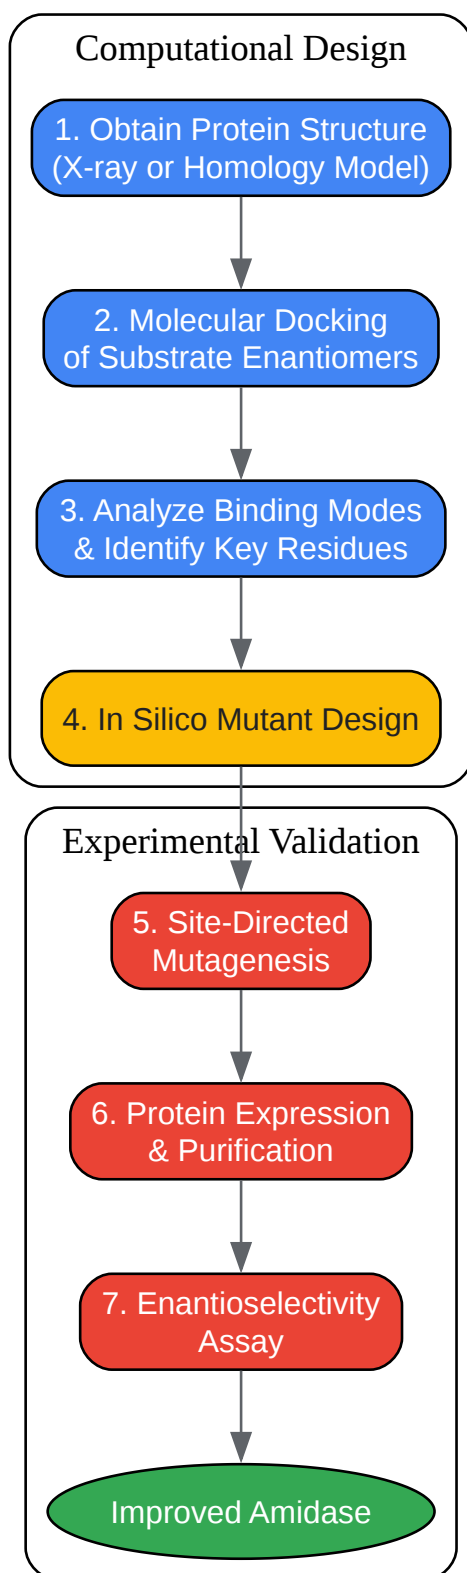 Computational Design
1. Obtain Protein Structure
(X-ray or Homology Model)
2. Molecular Docking
of Substrate Enantiomers
3. Analyze Binding Modes
& Identify Key Residues
4. In Silico Mutant Design
Experimental Validation
5. Site-Directed
Mutagenesis
6. Protein Expression
& Purification
7. Enantioselectivity
Assay
Improved Amidase